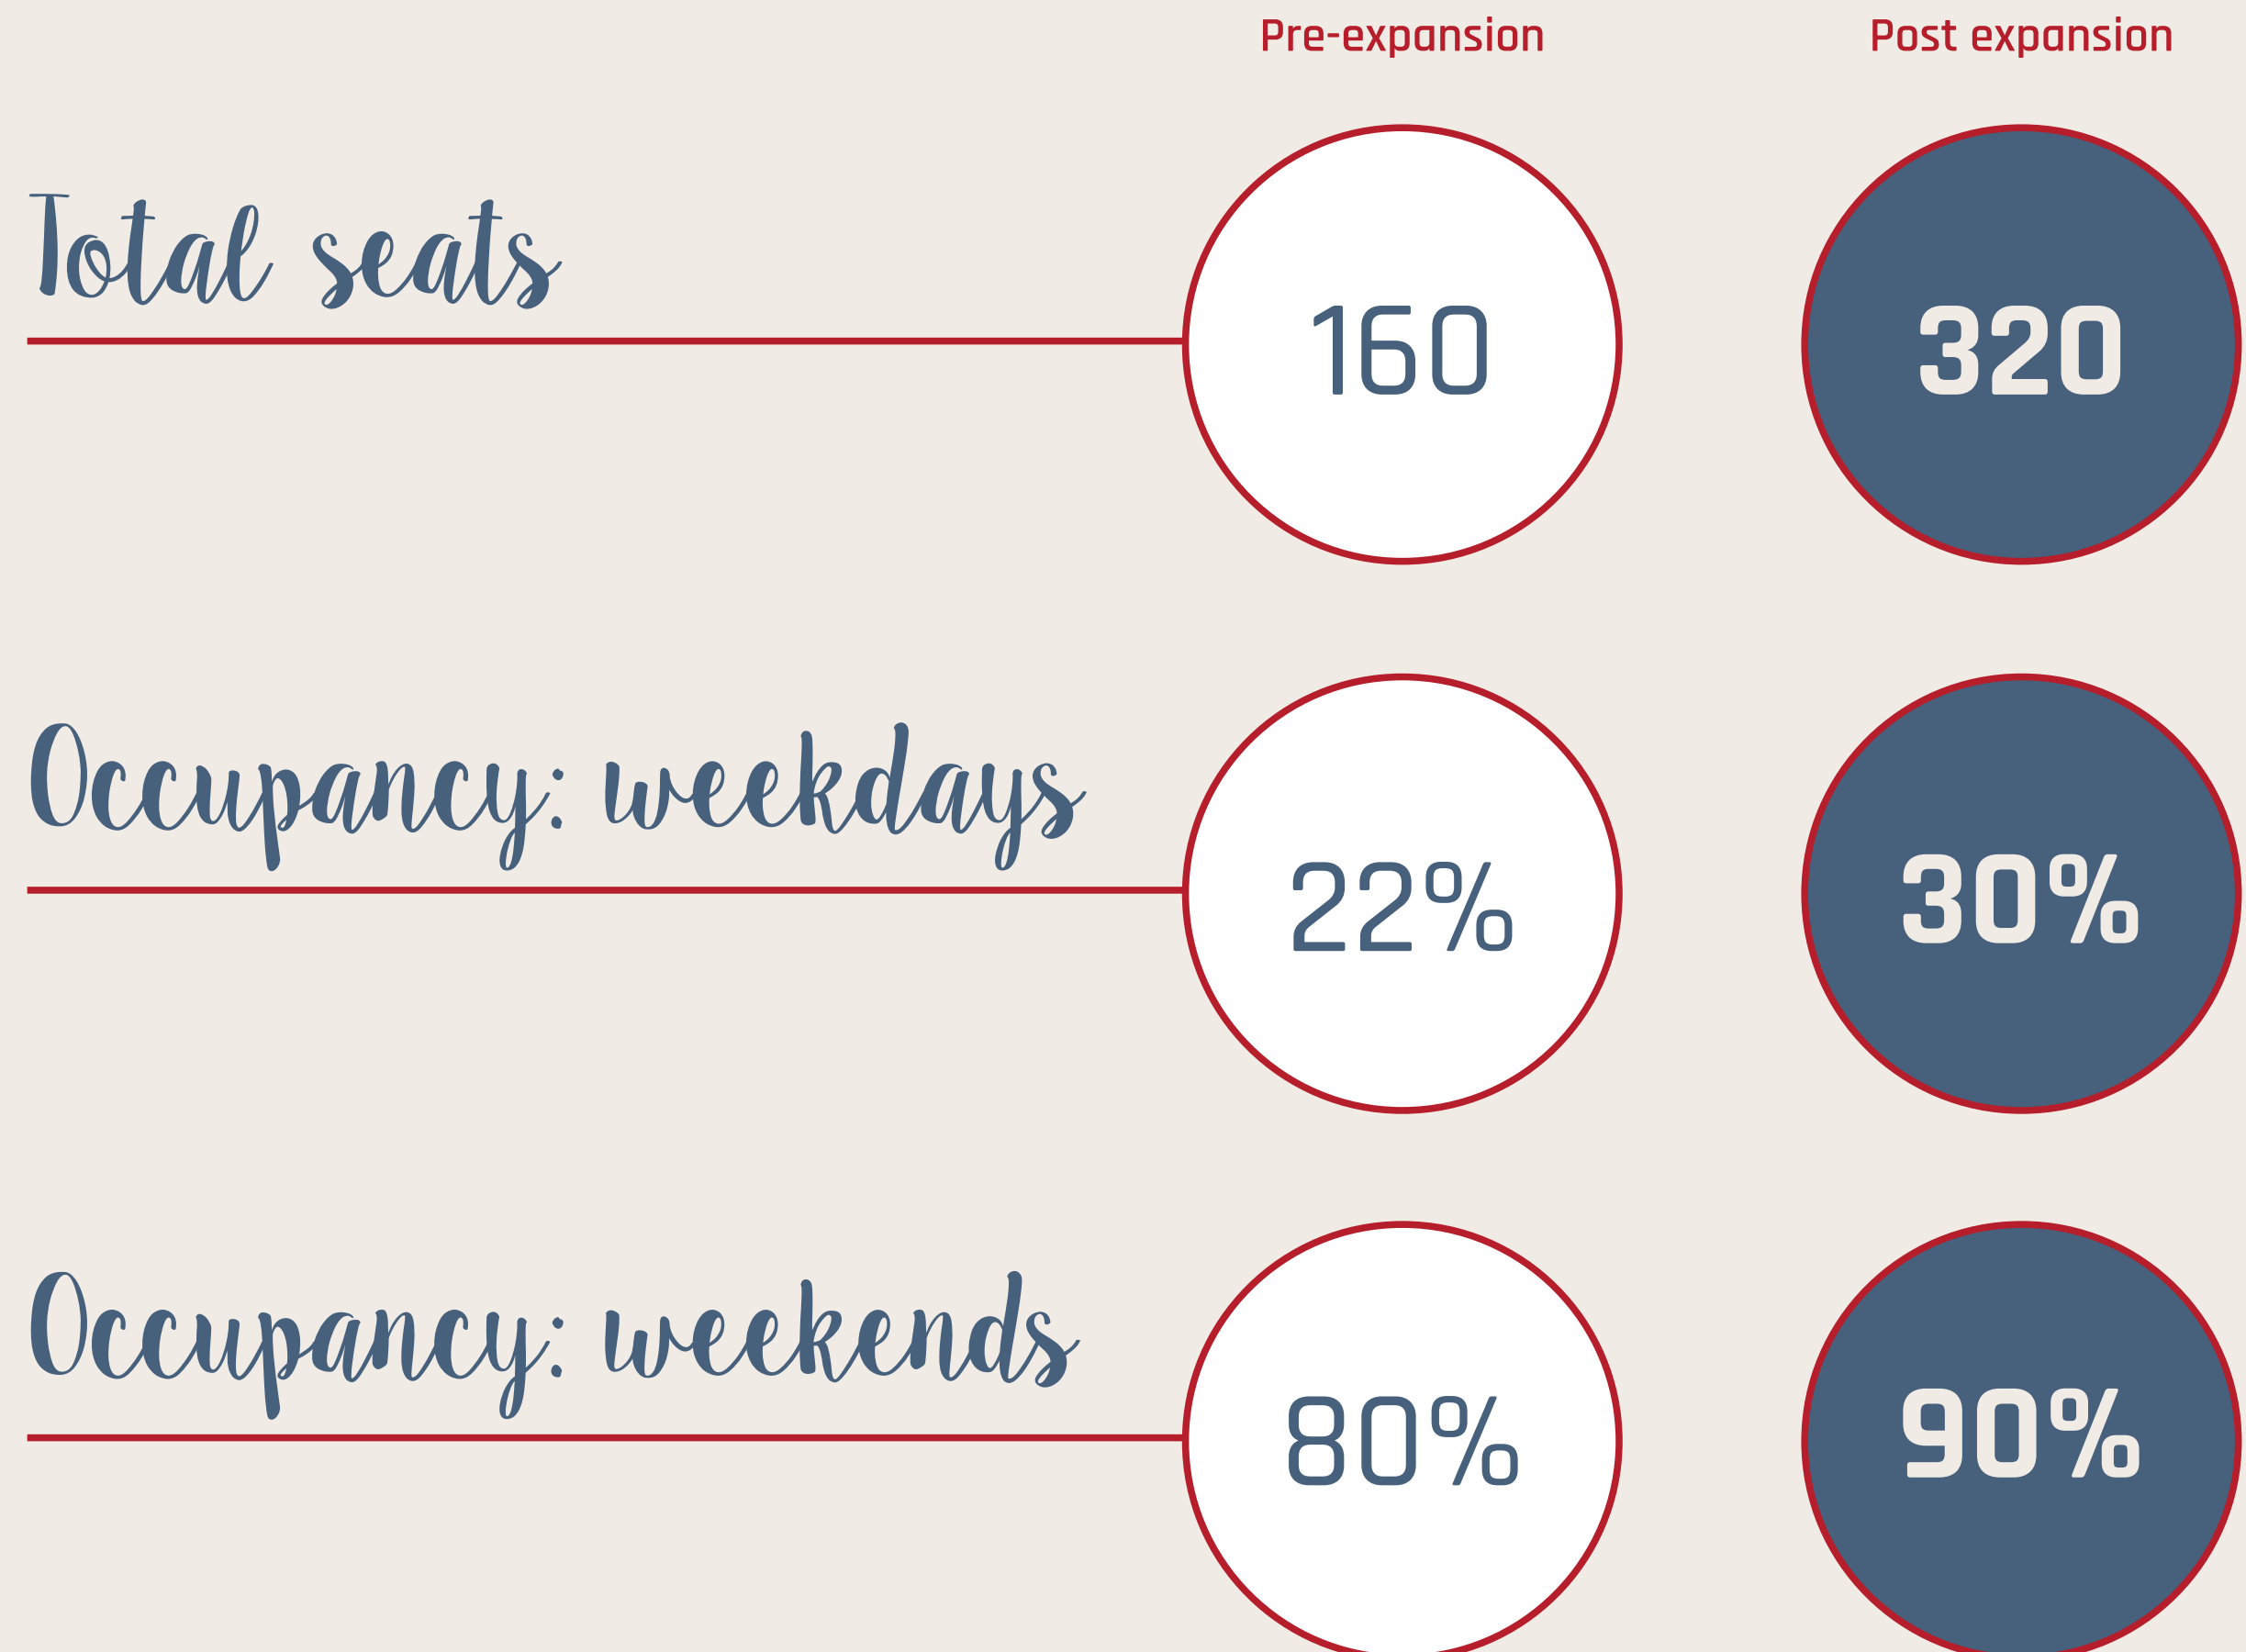 Pre-expansion Post expansion
Total seats 160 320
Occupancy: weekdays 22% 30%
Occupancy: weekends 80% 90%